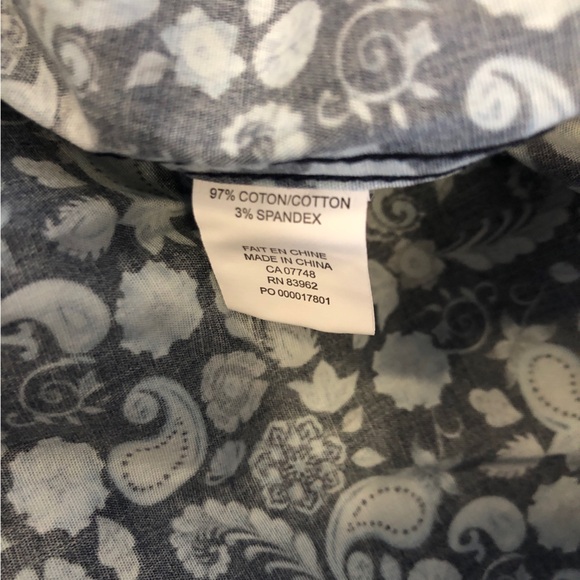 97% COTON/COTTON
3% SPANDEX
FAIT EN CHINE
MADE IN CHINA
CA 07748
RN 83962
PO 000017801